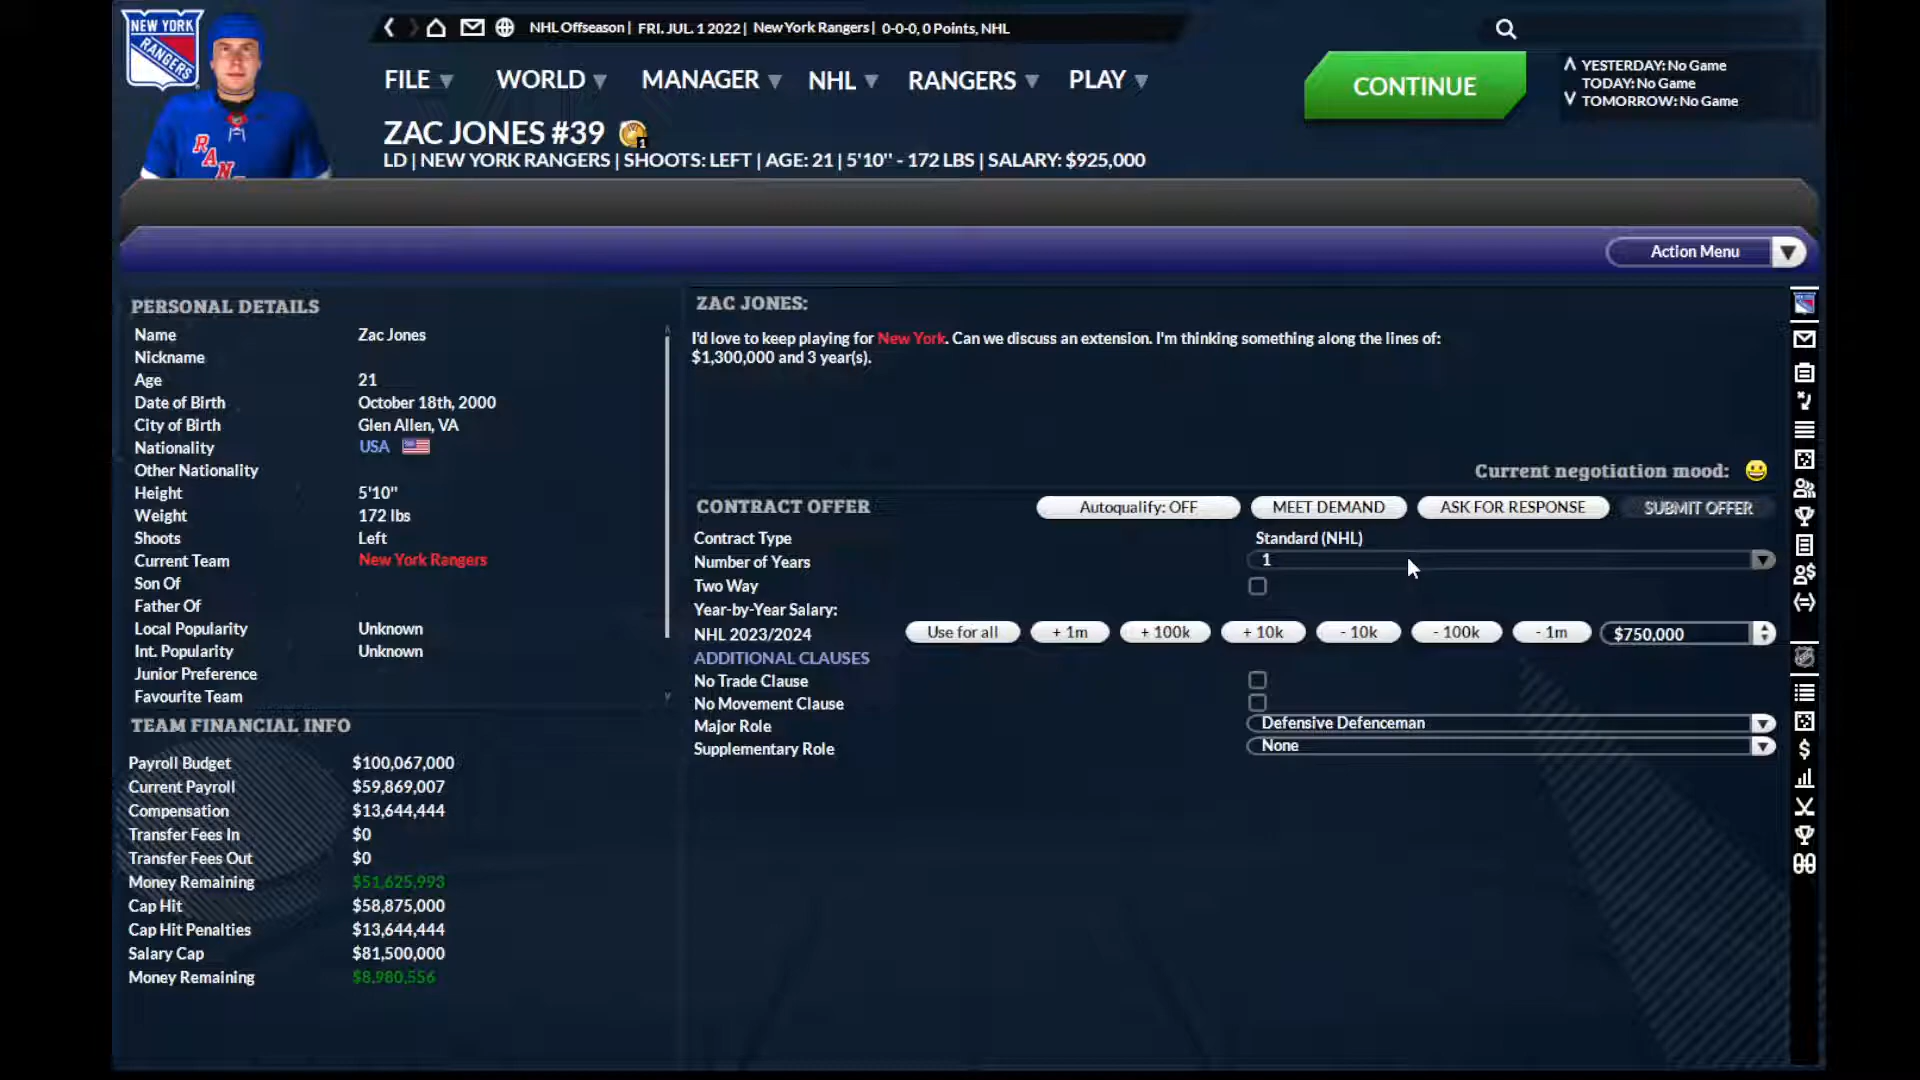 NEW YORK
RANGERS
NHL Offseason | FRI. JUL. 1 2022 | New York Rangers | 0-0-0, 0 Points, NHL
FILE WORLD MANAGER NHL RANGERS PLAY
CONTINUE
YESTERDAY: No Game
TODAY: No Game
TOMORROW: No Game
ZAC JONES #39 1
LD | NEW YORK RANGERS | SHOOTS: LEFT | AGE: 21 | 5'10" - 172 LBS | SALARY: $925,000
Action Menu
PERSONAL DETAILS
Name Zac Jones
Nickname
Age 21
Date of Birth October 18th, 2000
City of Birth Glen Allen, VA
Nationality USA
Other Nationality
Height 5'10"
Weight 172 lbs
Shoots Left
Current Team New York Rangers
Son Of
Father Of
Local Popularity Unknown
Int. Popularity Unknown
Junior Preference
Favourite Team
TEAM FINANCIAL INFO
Payroll Budget $100,067,000
Current Payroll $59,869,007
Compensation $13,644,444
Transfer Fees In $0
Transfer Fees Out $0
Money Remaining $51,625,993
Cap Hit $58,875,000
Cap Hit Penalties $13,644,444
Salary Cap $81,500,000
Money Remaining $8,980,556
ZAC JONES:
I'd love to keep playing for New York. Can we discuss an extension. I'm thinking something along the lines of:
$1,300,000 and 3 year(s).
Current negotiation mood:
CONTRACT OFFER Autoqualify: OFF MEET DEMAND ASK FOR RESPONSE SUBMIT OFFER
Contract Type Standard (NHL)
Number of Years 1
Two Way
Year-by-Year Salary:
NHL 2023/2024 Use for all + 1m + 100k + 10k - 10k - 100k - 1m $750,000
ADDITIONAL CLAUSES
No Trade Clause
No Movement Clause
Major Role Defensive Defenceman
Supplementary Role None